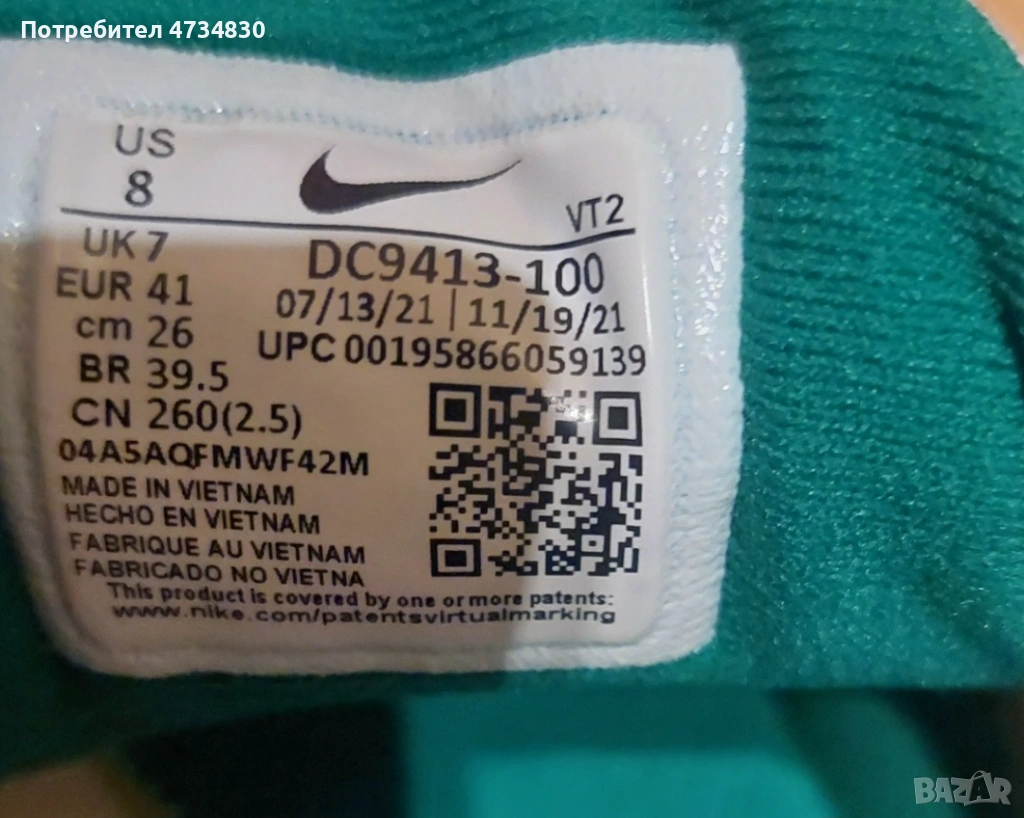 Потребител 4734830
US
8
VT2
UK 7
DC9413-100
EUR 41
07/13/21 | 11/19/21
cm 26
UPC 00195866059139
BR 39.5
CN 260(2.5)
04A5AQFMWF42M
MADE IN VIETNAM
HECHO EN VIETNAM
FABRIQUE AU VIETNAM
FABRICADO NO VIETNA
This product is covered by one or more patents:
www.nike.com/patentsvirtualmarking
BAZAR